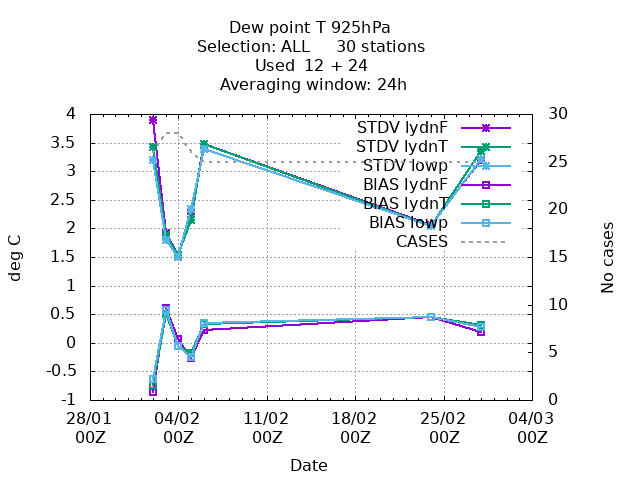 Dew point T 925hPa
Selection: ALL     30 stations
Used  12 + 24
Averaging window: 24h
4
3.5
3
2.5
2
1.5
1
0.5
0
-0.5
-1
deg C
STDV lydnF
STDV lydnT
STDV lowp
BIAS lydnF
BIAS lydnT
BIAS lowp
CASES
30
25
20
15
10
5
0
No cases
28/01 04/02 11/02 18/02 25/02 04/03
00Z 00Z 00Z 00Z 00Z 00Z
Date